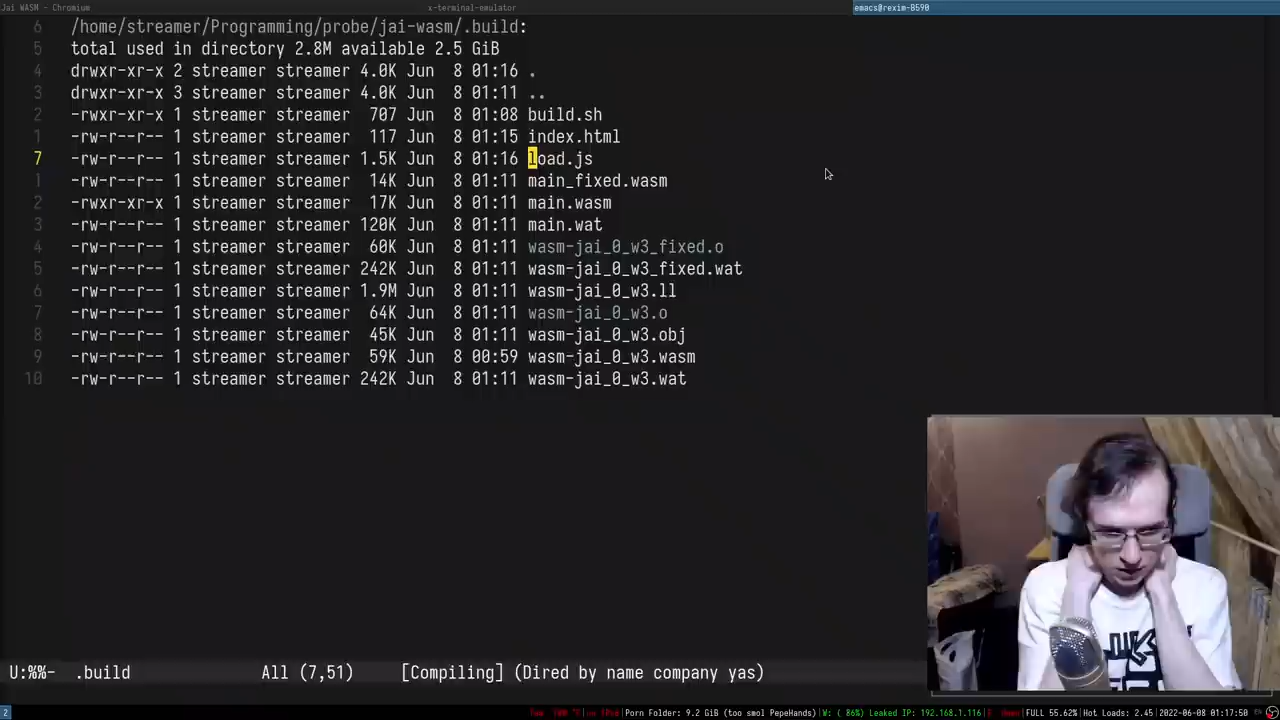 Jai WASM - Chromium
x-terminal-emulator
emacs@rexim-B590
6 /home/streamer/Programming/probe/jai-wasm/.build:
5 total used in directory 2.8M available 2.5 GiB
4 drwxr-xr-x 2 streamer streamer 4.0K Jun 8 01:16 .
3 drwxr-xr-x 3 streamer streamer 4.0K Jun 8 01:11 ..
2 -rwxr-xr-x 1 streamer streamer 707 Jun 8 01:08 build.sh
1 -rw-r--r-- 1 streamer streamer 117 Jun 8 01:15 index.html
7 -rw-r--r-- 1 streamer streamer 1.5K Jun 8 01:16 load.js
1 -rw-r--r-- 1 streamer streamer 14K Jun 8 01:11 main_fixed.wasm
2 -rwxr-xr-x 1 streamer streamer 17K Jun 8 01:11 main.wasm
3 -rw-r--r-- 1 streamer streamer 120K Jun 8 01:11 main.wat
4 -rw-r--r-- 1 streamer streamer 60K Jun 8 01:11 wasm-jai_0_w3_fixed.o
5 -rw-r--r-- 1 streamer streamer 242K Jun 8 01:11 wasm-jai_0_w3_fixed.wat
6 -rw-r--r-- 1 streamer streamer 1.9M Jun 8 01:11 wasm-jai_0_w3.ll
7 -rw-r--r-- 1 streamer streamer 64K Jun 8 01:11 wasm-jai_0_w3.o
8 -rw-r--r-- 1 streamer streamer 45K Jun 8 01:11 wasm-jai_0_w3.obj
9 -rw-r--r-- 1 streamer streamer 59K Jun 8 00:59 wasm-jai_0_w3.wasm
10 -rw-r--r-- 1 streamer streamer 242K Jun 8 01:11 wasm-jai_0_w3.wat
U:%%- .build All (7,51) [Compiling] (Dired by name company yas)
2
Porn Folder: 9.2 GiB (too smol PepeHands)|W: ( 86%) Leaked IP: 192.168.1.116| down|FULL 55.62%|Hot Loads: 2.45|2022-06-08 01:17:50